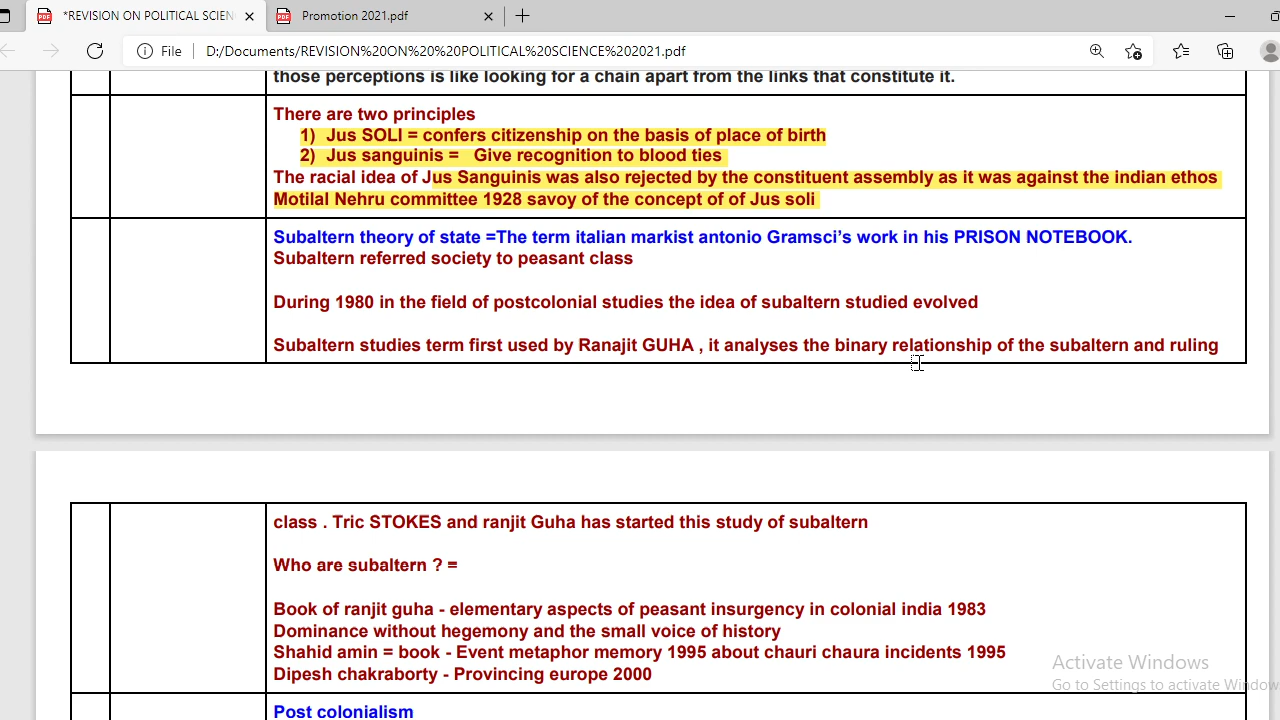 *REVISION ON POLITICAL SCIEN
Promotion 2021.pdf
File
D:/Documents/REVISION%20ON%20%20POLITICAL%20SCIENCE%202021.pdf
those perceptions is like looking for a chain apart from the links that constitute it.
There are two principles
1) Jus SOLI = confers citizenship on the basis of place of birth
2) Jus sanguinis = Give recognition to blood ties
The racial idea of Jus Sanguinis was also rejected by the constituent assembly as it was against the indian ethos
Motilal Nehru committee 1928 savoy of the concept of of Jus soli
Subaltern theory of state =The term italian markist antonio Gramsci's work in his PRISON NOTEBOOK.
Subaltern referred society to peasant class
During 1980 in the field of postcolonial studies the idea of subaltern studied evolved
Subaltern studies term first used by Ranajit GUHA , it analyses the binary relationship of the subaltern and ruling
class . Tric STOKES and ranjit Guha has started this study of subaltern
Who are subaltern ? =
Book of ranjit guha - elementary aspects of peasant insurgency in colonial india 1983
Dominance without hegemony and the small voice of history
Shahid amin = book - Event metaphor memory 1995 about chauri chaura incidents 1995
Dipesh chakraborty - Provincing europe 2000
Activate Windows
Go to Settings to activate Window
Post colonialism